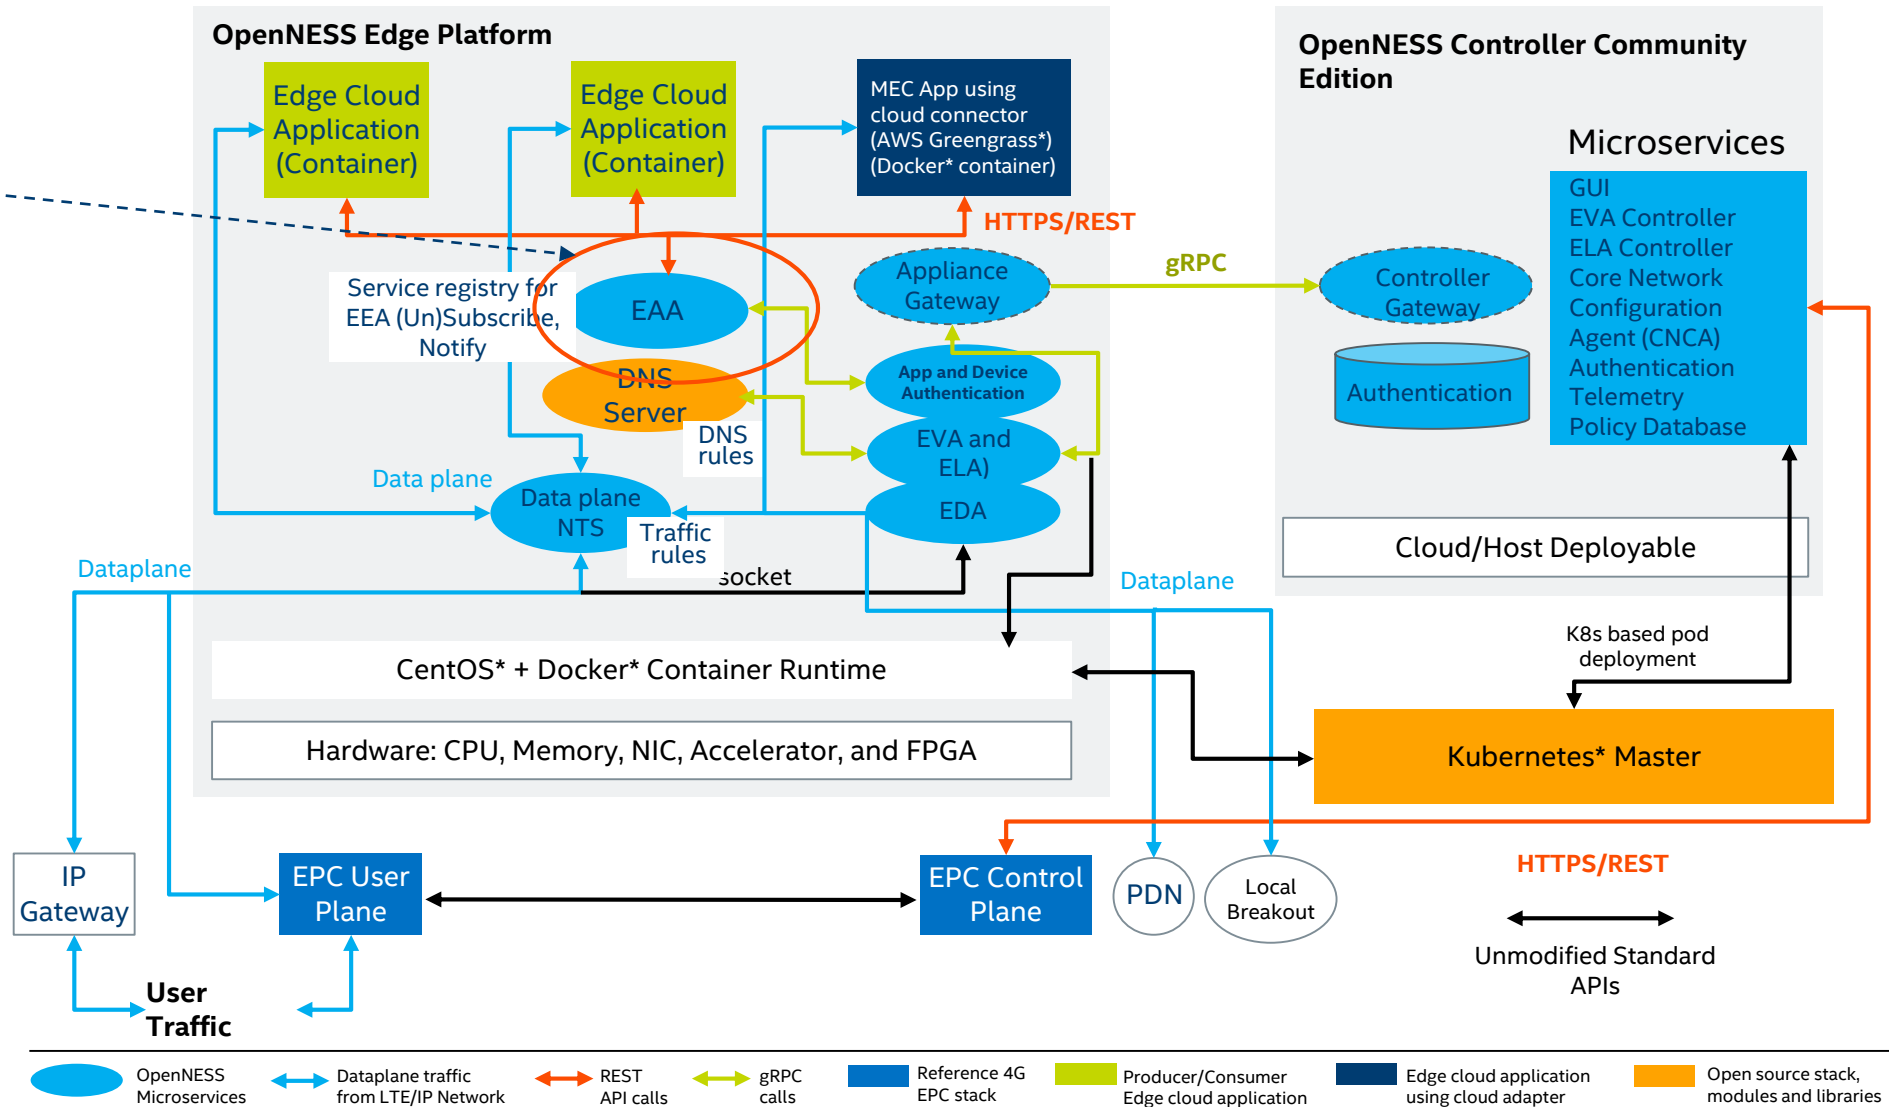 OpenNESS Edge Platform
OpenNESS Controller Community
Edition
Edge Cloud
Application
(Container)
Edge Cloud
Application
(Container)
MEC App using
cloud connector
(AWS Greengrass*)
(Docker* container)
Microservices
GUI
EVA Controller
ELA Controller
Core Network
Configuration
Agent (CNCA)
Authentication
Telemetry
Policy Database
HTTPS/REST
gRPC
Service registry for
EEA (Un)Subscribe,
Notify
EAA
Appliance
Gateway
Controller
Gateway
App and Device
Authentication
Authentication
DNS
Server
DNS
rules
EVA and
ELA)
Data plane
Data plane
NTS
Traffic
rules
EDA
Cloud/Host Deployable
Dataplane
socket
Dataplane
K8s based pod
deployment
CentOS* + Docker* Container Runtime
Hardware: CPU, Memory, NIC, Accelerator, and FPGA
Kubernetes* Master
IP
Gateway
EPC User
Plane
EPC Control
Plane
PDN
Local
Breakout
HTTPS/REST
Unmodified Standard
APIs
User
Traffic
OpenNESS
Microservices
Dataplane traffic
from LTE/IP Network
REST
API calls
gRPC
calls
Reference 4G
EPC stack
Producer/Consumer
Edge cloud application
Edge cloud application
using cloud adapter
Open source stack,
modules and libraries